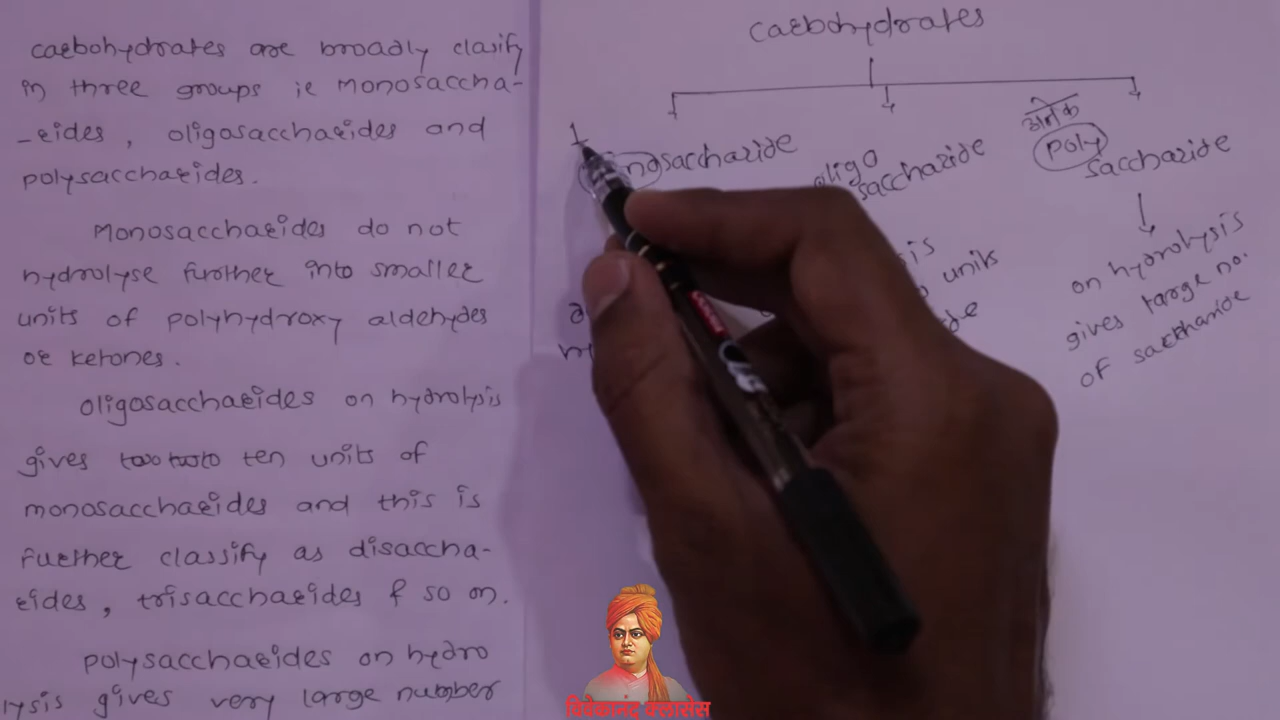 carbohydrates are broadly clasify
in three groups ie Monosaccha-
-rides, oligosaccharides and
polysaccharides.
Monosaccharides do not
hydrolyse further into smaller
units of polyhydroxy aldehydes
or ketones.
oligosaccharides on hydrolysis
gives ten units of
monosaccharides and this is
further classify as disaccha-
rides, trisaccharides & so on.
polysaccharides on hydro
lysis gives very large number
carbohydrates
nosaccharide
oligo
saccharide
अनेक
poly
saccharide
on hydrolysis
gives large no.
of saccharide
units
विवेकानंद क्लासेस